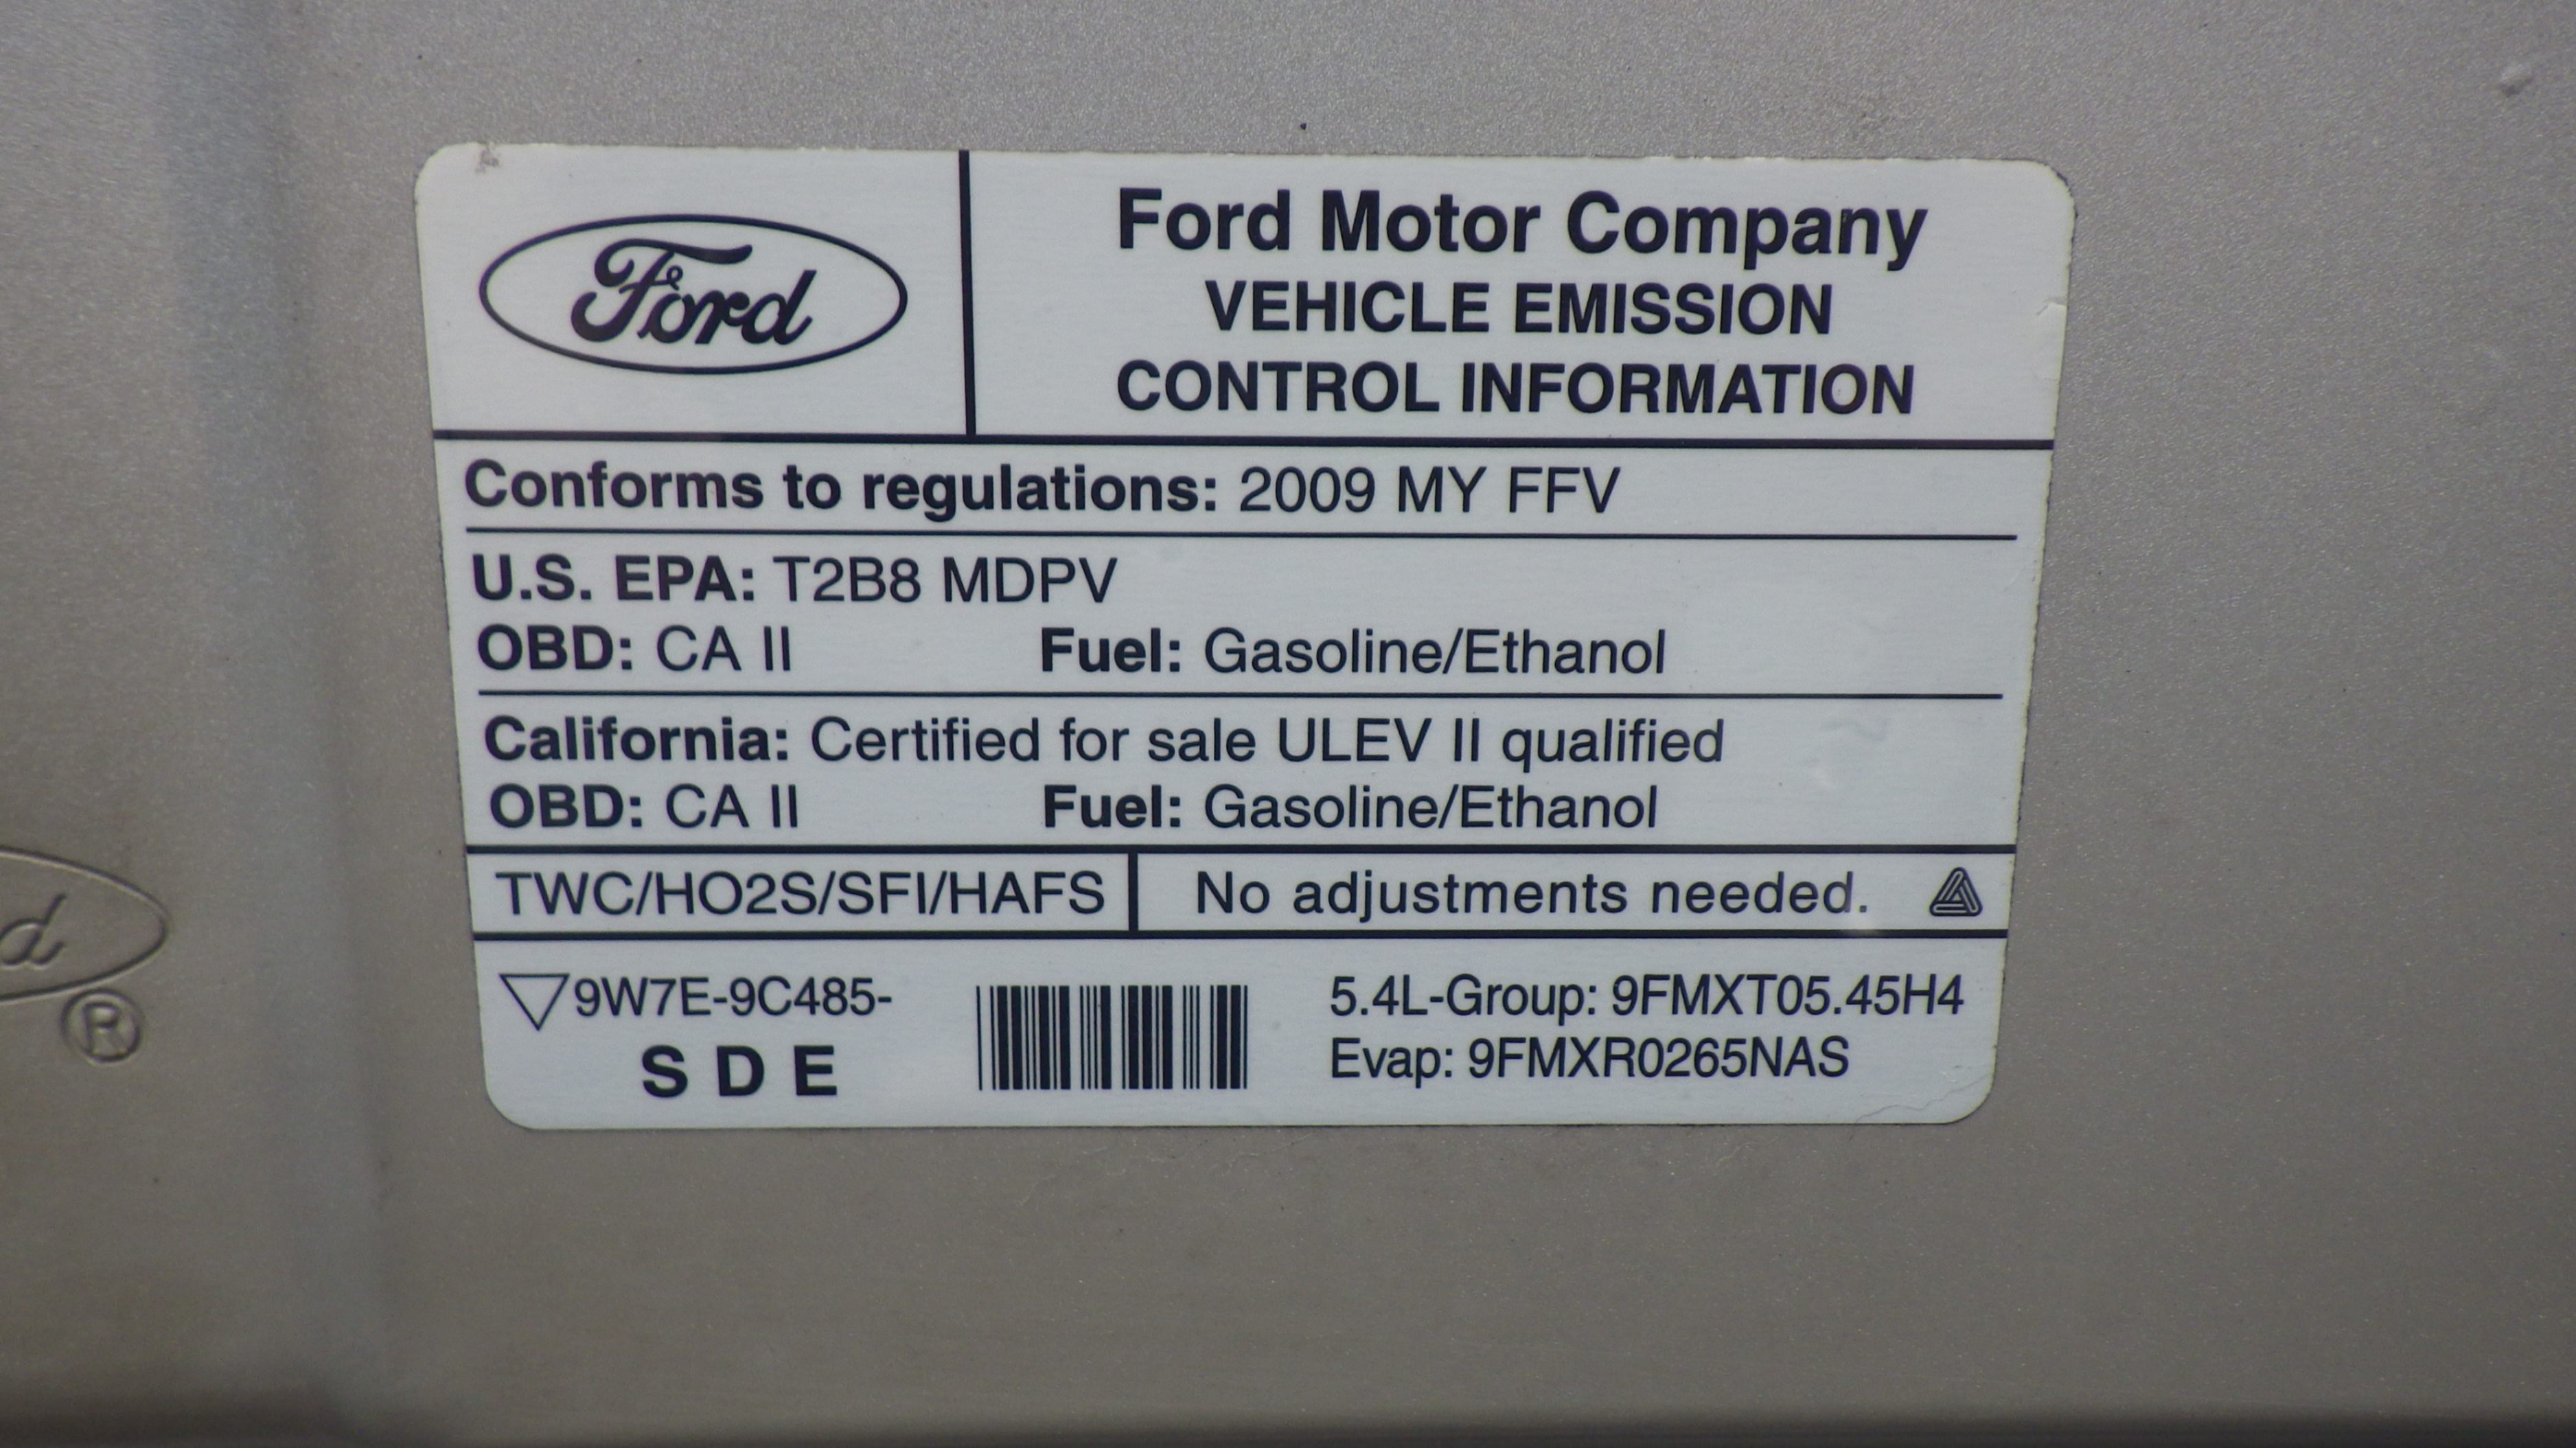 Ford
Ford Motor Company
VEHICLE EMISSION
CONTROL INFORMATION
Conforms to regulations: 2009 MY FFV
U.S. EPA: T2B8 MDPV
OBD: CA II Fuel: Gasoline/Ethanol
California: Certified for sale ULEV II qualified
OBD: CA II Fuel: Gasoline/Ethanol
TWC/HO2S/SFI/HAFS No adjustments needed.
9W7E-9C485-
S D E
5.4L-Group: 9FMXT05.45H4
Evap: 9FMXR0265NAS
d
®